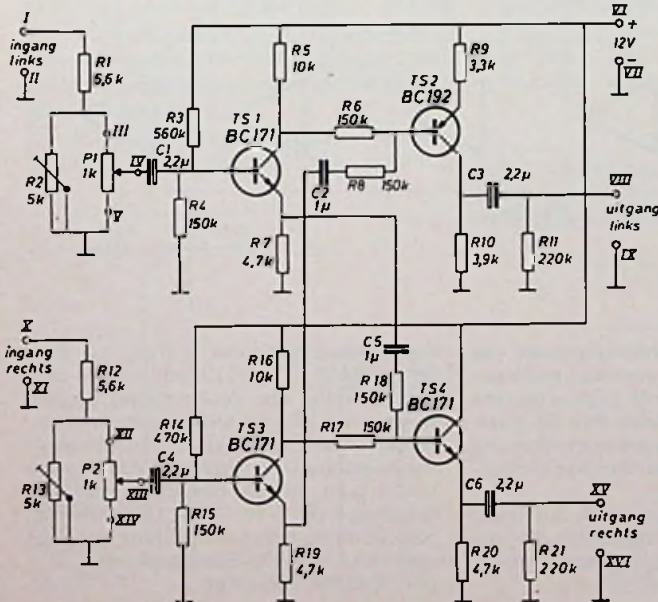 I
ingang
links
II
R1
5,6k
III
R2
5k
P1
1k
IV
V
C1
2,2µ
R3
560k
R4
150k
TS1
BC171
R5
10k
R7
4,7k
R6
150k
C2
1µ
R8
150k
TS2
BC192
R9
3,3k
C3
2,2µ
R10
3,9k
R11
220k
VI
+
12V
-
VII
VIII
uitgang
links
IX
X
ingang
rechts
XI
R12
5,6k
XII
R13
5k
P2
1k
XIII
XIV
C4
2,2µ
R14
470k
R15
150k
TS3
BC171
R16
10k
R19
4,7k
R17
150k
C5
1µ
R18
150k
TS4
BC171
C6
2,2µ
R20
4,7k
R21
220k
XV
uitgang
rechts
XVI